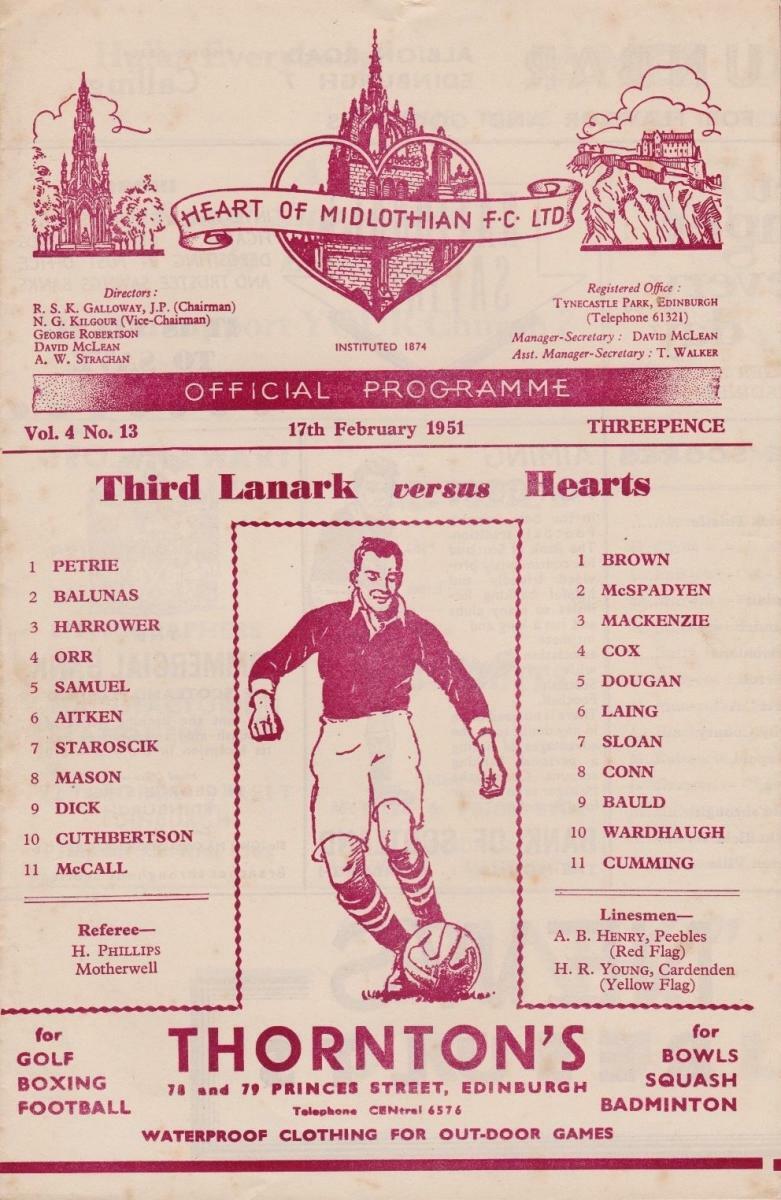 HEART OF MIDLOTHIAN F.C. LTD
Directors :
R. S. K. GALLOWAY, J.P. (Chairman)
N. G. KILGOUR (Vice-Chairman)
GEORGE ROBERTSON
DAVID MCLEAN
A. W. STRACHAN
INSTITUTED 1874
Registered Office :
TYNECASTLE PARK, EDINBURGH
(Telephone 61321)
Manager-Secretary : DAVID MCLEAN
Asst. Manager-Secretary : T. WALKER
OFFICIAL PROGRAMME
Vol. 4 No. 13 17th February 1951 THREEPENCE
Third Lanark versus Hearts
1 PETRIE
2 BALUNAS
3 HARROWER
4 ORR
5 SAMUEL
6 AITKEN
7 STAROSCIK
8 MASON
9 DICK
10 CUTHBERTSON
11 McCALL
Referee—
H. PHILLIPS
Motherwell
1 BROWN
2 McSPADYEN
3 MACKENZIE
4 COX
5 DOUGAN
6 LAING
7 SLOAN
8 CONN
9 BAULD
10 WARDHAUGH
11 CUMMING
Linesmen—
A. B. HENRY, Peebles
(Red Flag)
H. R. YOUNG, Cardenden
(Yellow Flag)
for
GOLF
BOXING
FOOTBALL
THORNTON'S
78 and 79 PRINCES STREET, EDINBURGH
Telephone CENtral 6576
WATERPROOF CLOTHING FOR OUT-DOOR GAMES
for
BOWLS
SQUASH
BADMINTON